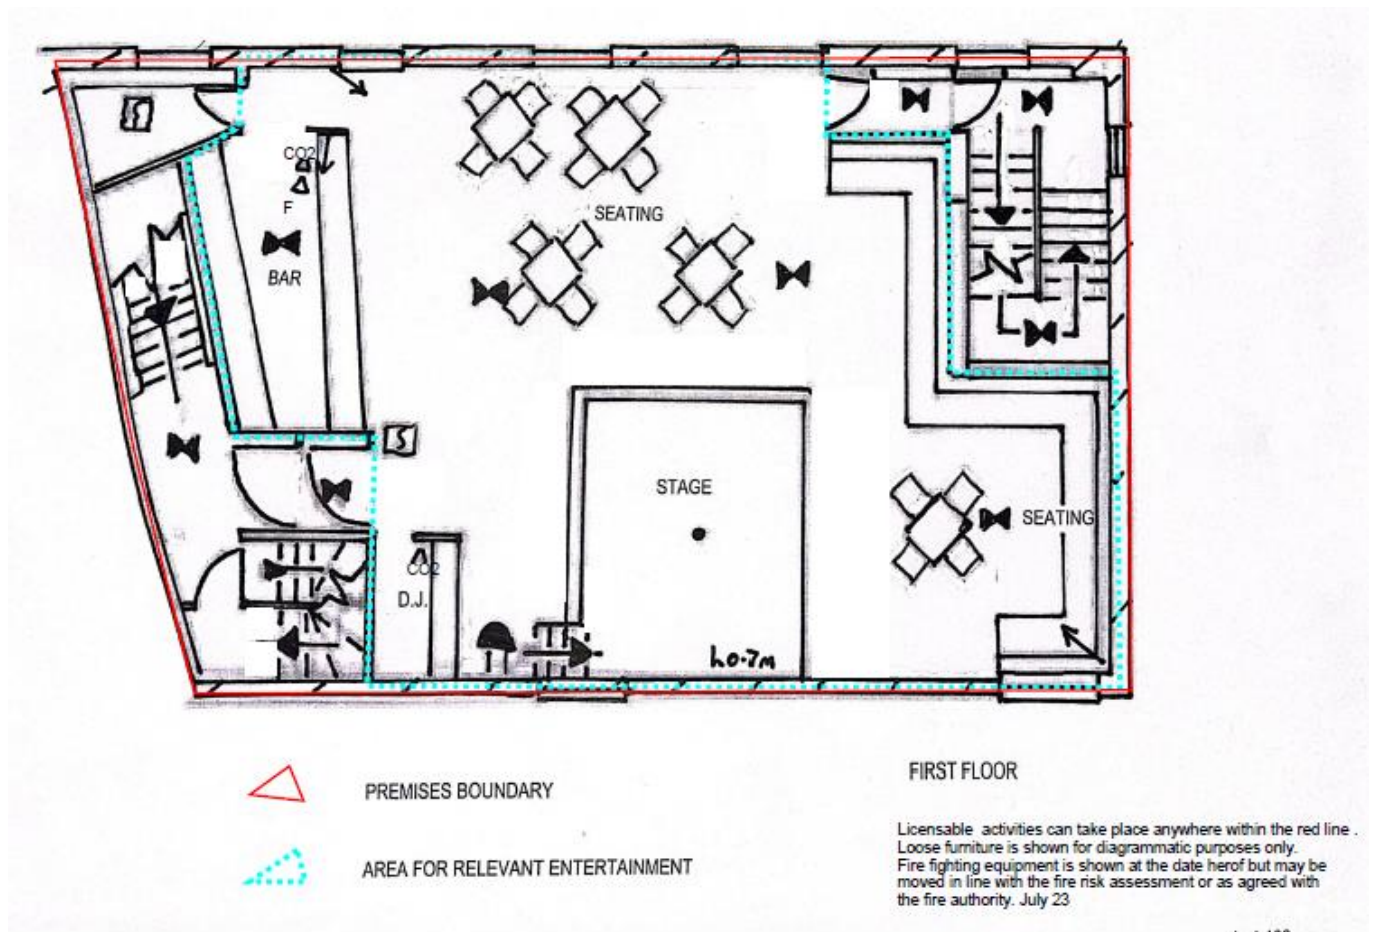 CO2
F
SEATING
BAR
S
STAGE
SEATING
CO2
D.J.
h0.7m
PREMISES BOUNDARY
FIRST FLOOR
Licensable activities can take place anywhere within the red line .
Loose furniture is shown for diagrammatic purposes only.
Fire fighting equipment is shown at the date herof but may be
moved in line with the fire risk assessment or as agreed with
the fire authority. July 23
AREA FOR RELEVANT ENTERTAINMENT